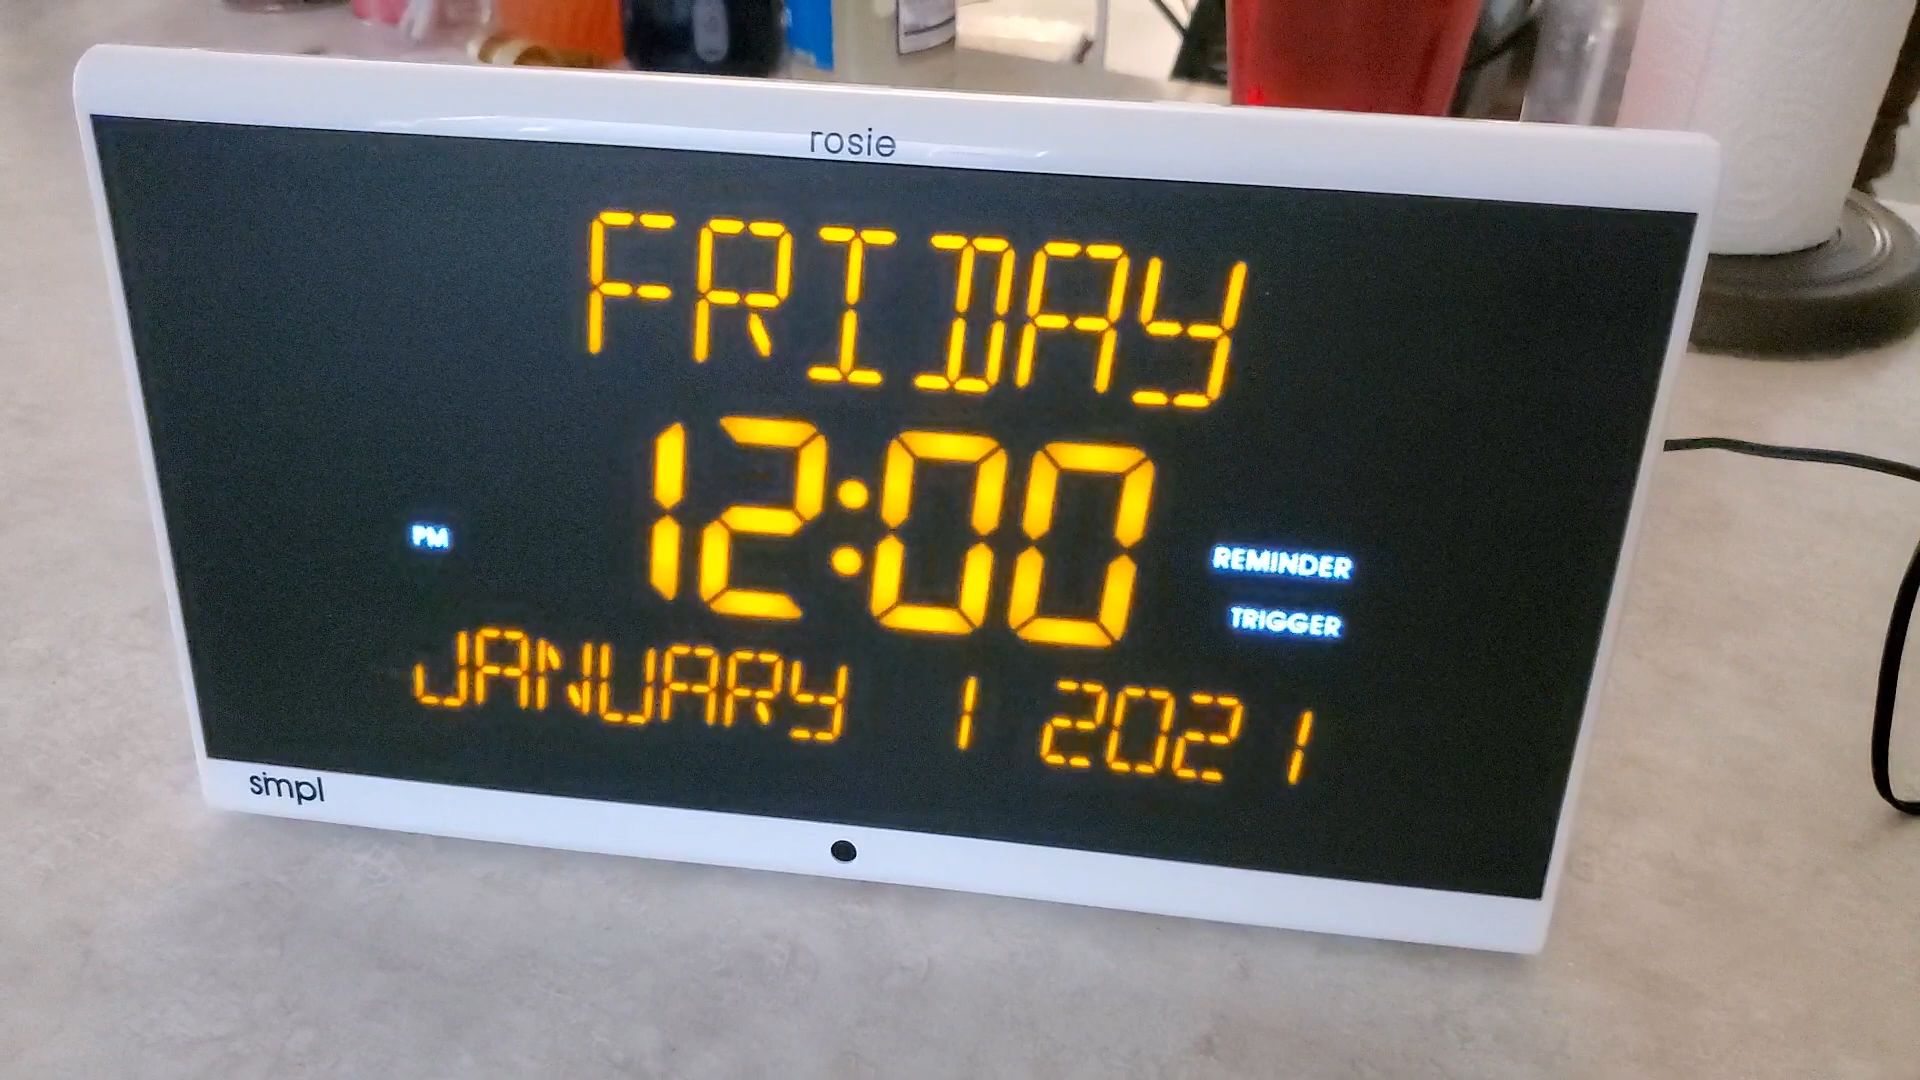 rosie
FRIDAY
12:00
PM
REMINDER
TRIGGER
JANUARY 1 2021
smpl